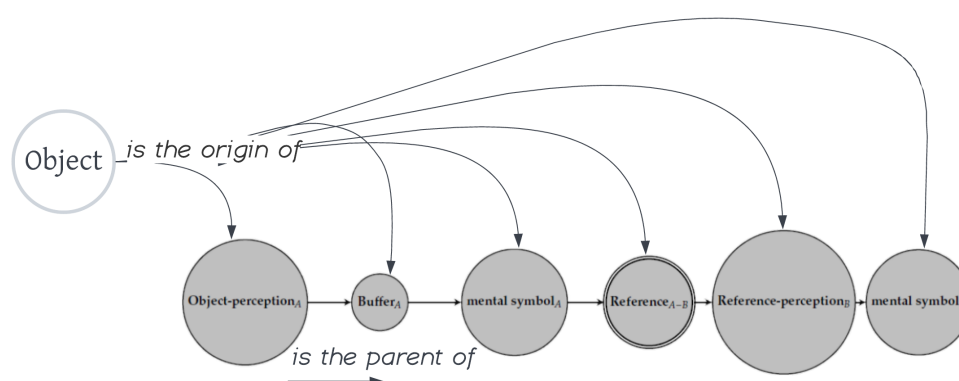 Object
is the origin of
Object-perception_A
Buffer_A
mental symbol_A
Reference_A-B
Reference-perception_B
mental symbol
is the parent of